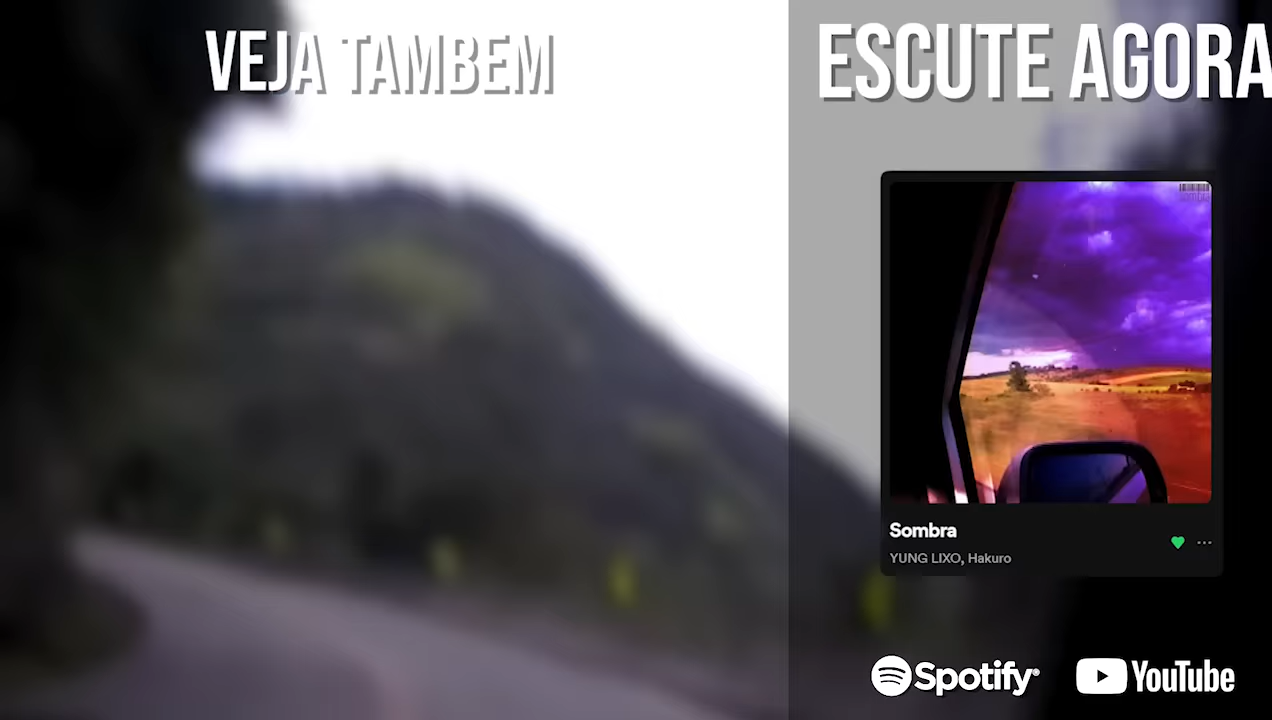 VEJA TAMBEM
ESCUTE AGORA
Sombra
YUNG LIXO, Hakuro
Spotify
YouTube